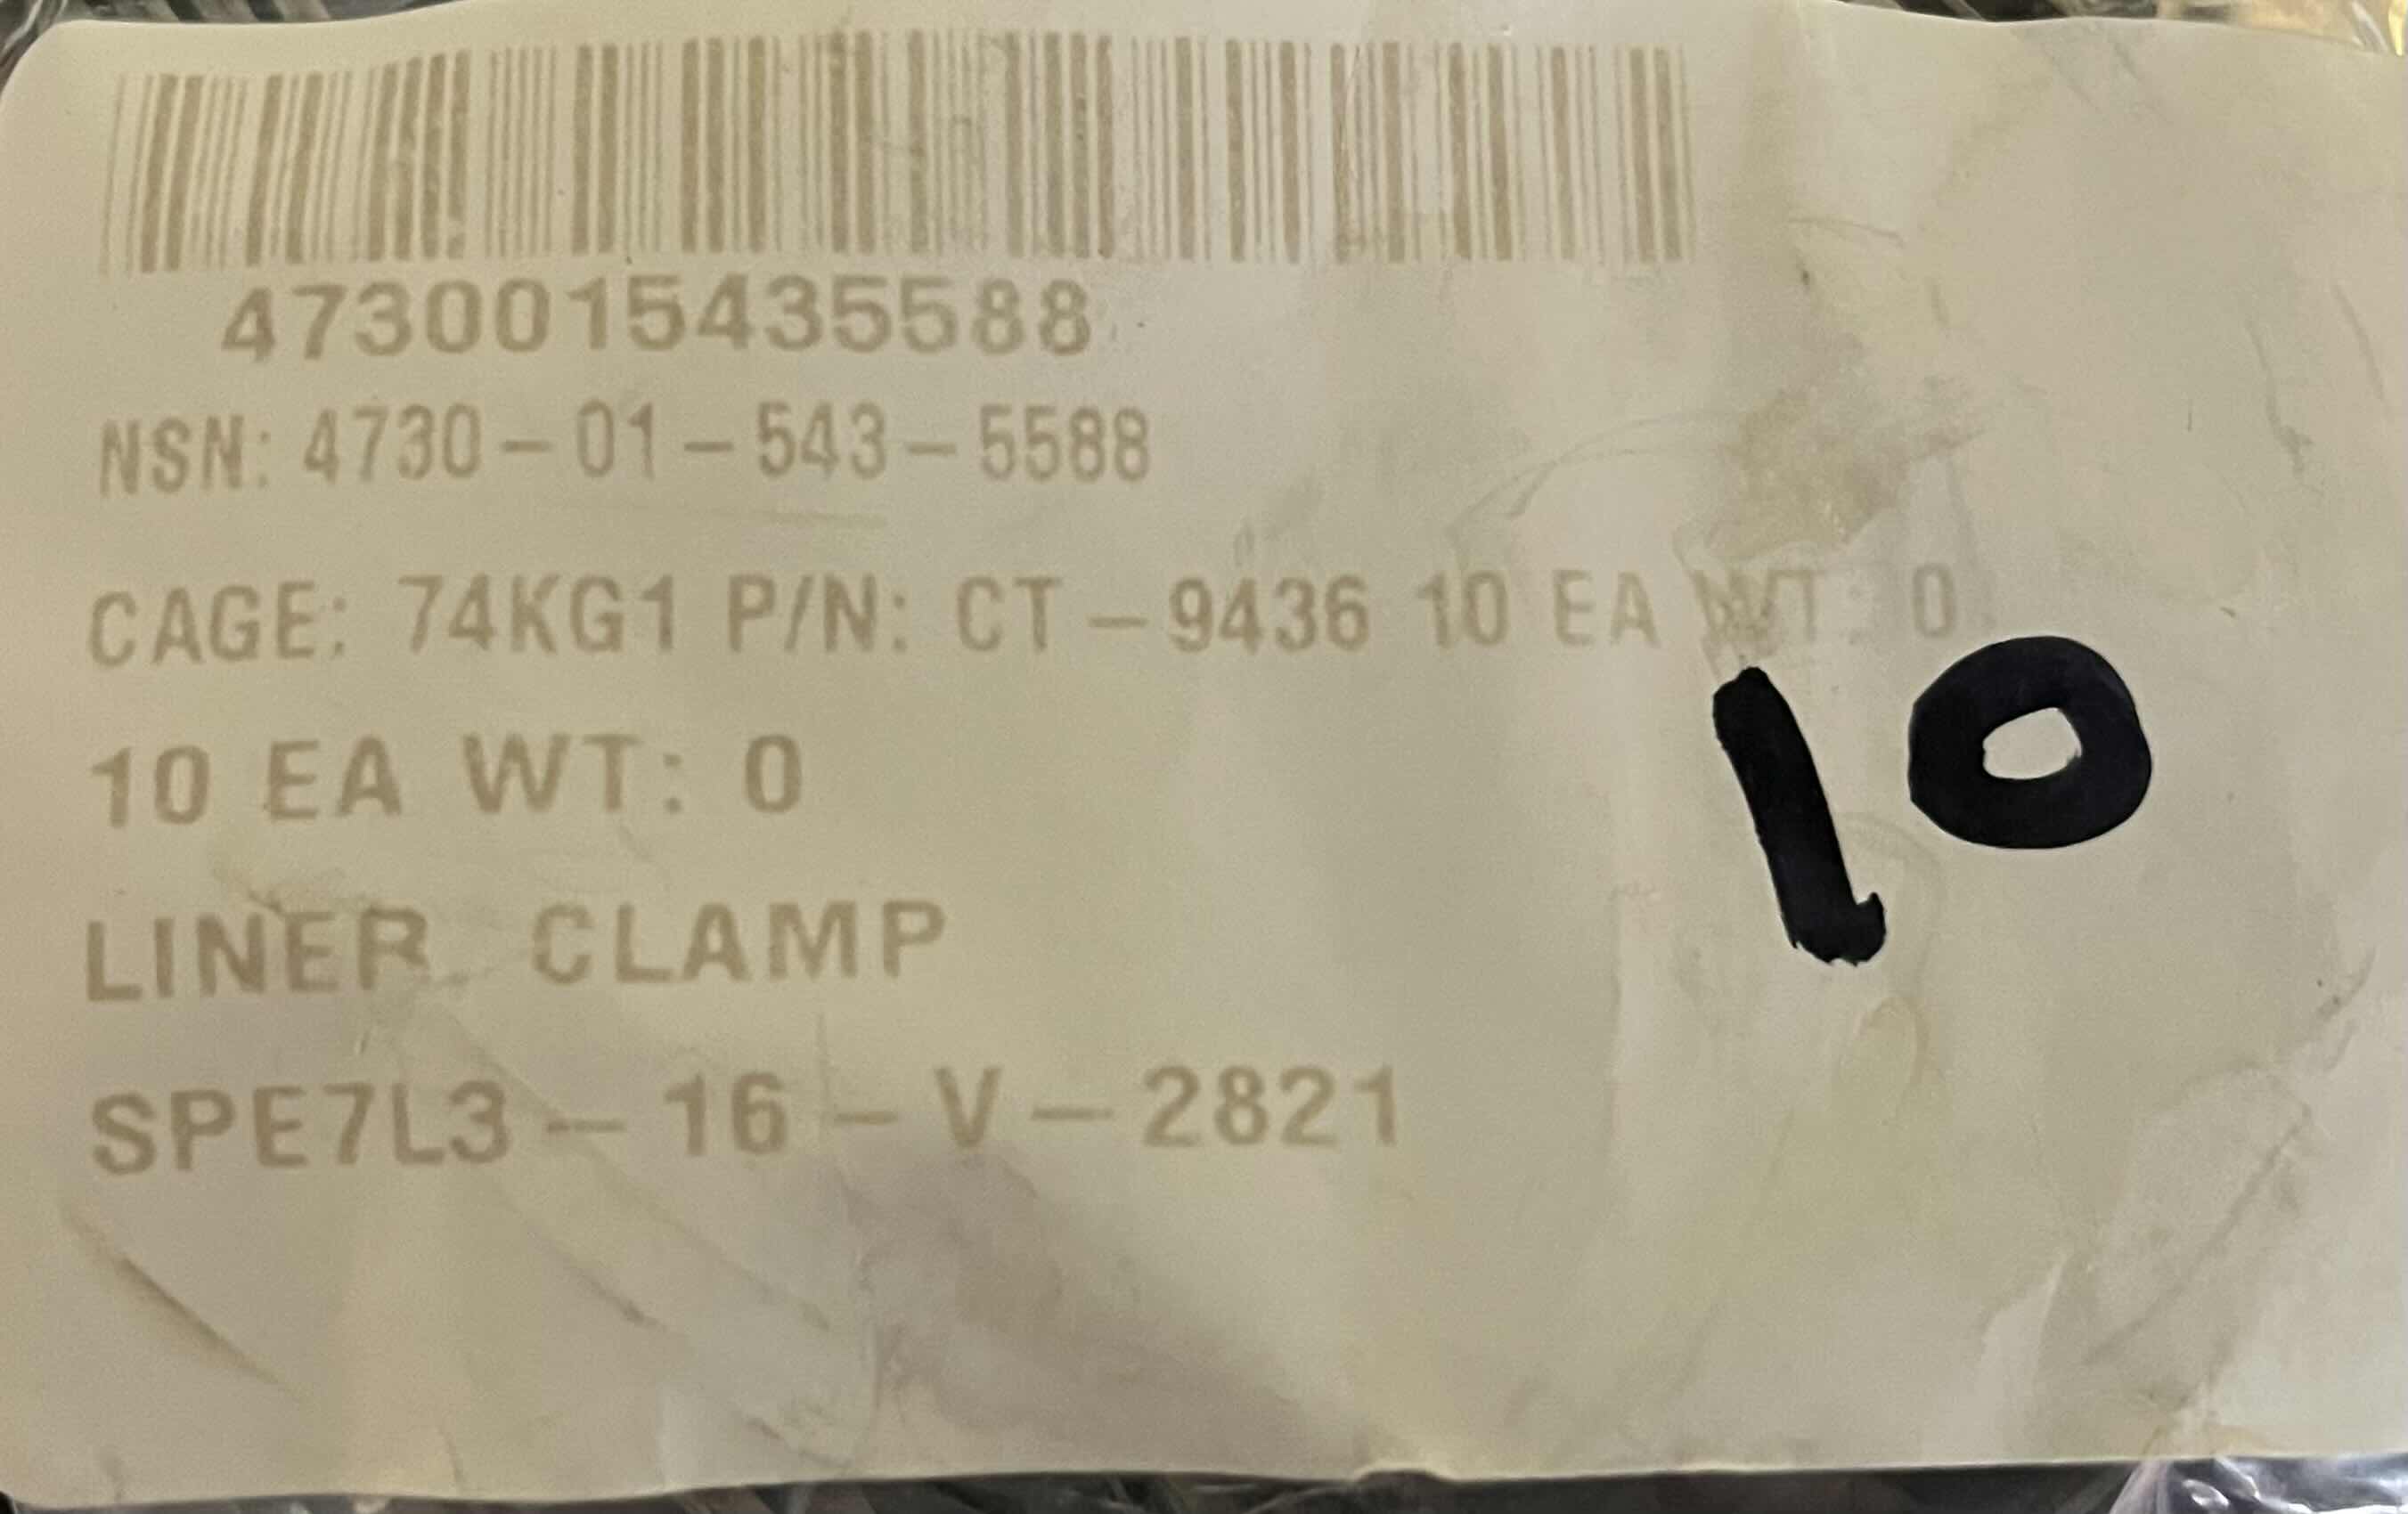 4730015435588
NSN: 4730-01-543-5588
CAGE: 74KG1 P/N: CT-9436 10 EA WT: 0
10 EA WT: 0
10
LINER CLAMP
SPE7L3-16-V-2821